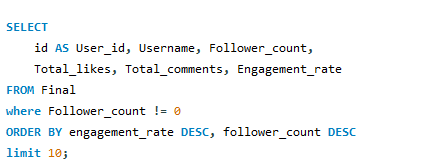 SELECT
id AS User_id, Username, Follower_count,
Total_likes, Total_comments, Engagement_rate
FROM Final
where Follower_count != 0
ORDER BY engagement_rate DESC, follower_count DESC
limit 10;